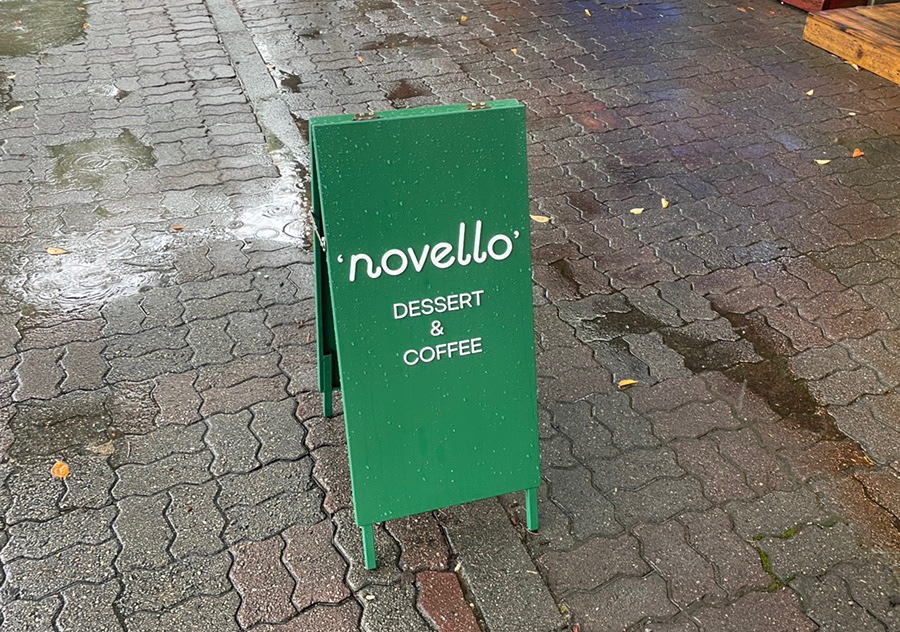 ‘novello’
DESSERT
&
COFFEE